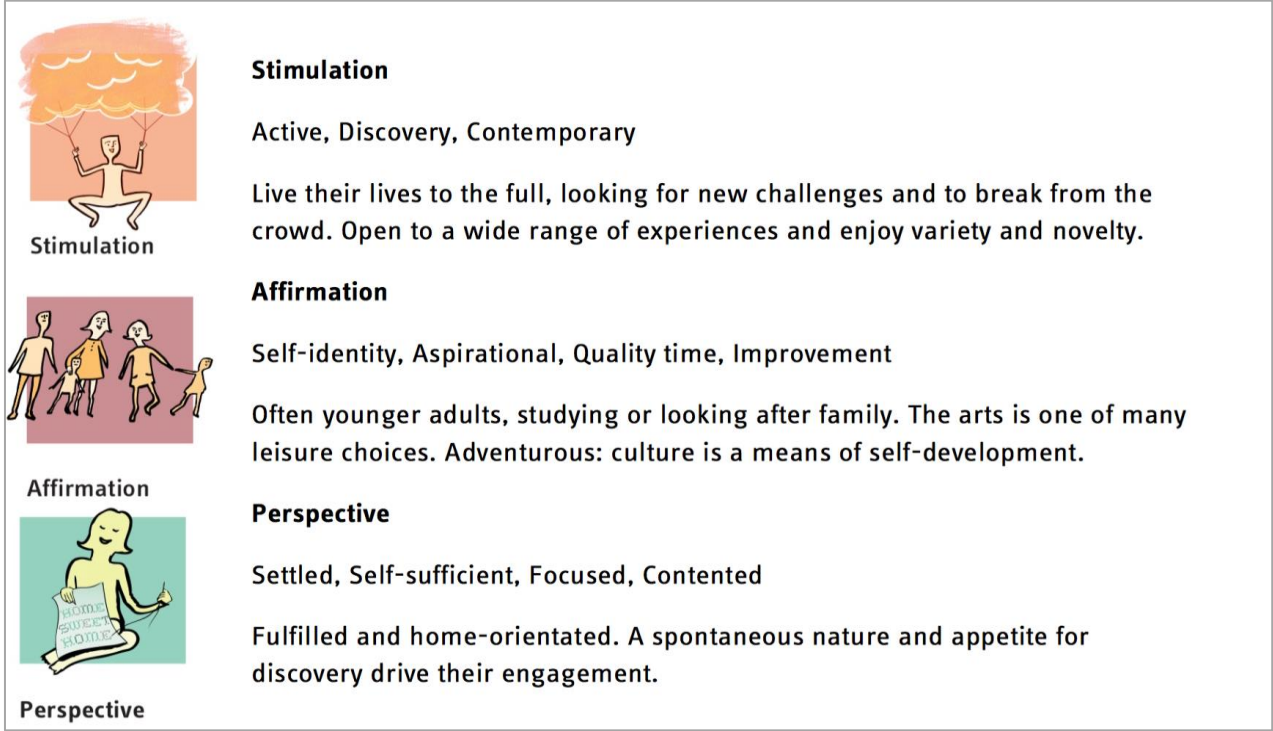 Stimulation
Active, Discovery, Contemporary
Live their lives to the full, looking for new challenges and to break from the
crowd. Open to a wide range of experiences and enjoy variety and novelty.
Stimulation
Affirmation
Self-identity, Aspirational, Quality time, Improvement
Often younger adults, studying or looking after family. The arts is one of many
leisure choices. Adventurous: culture is a means of self-development.
Affirmation
Perspective
Settled, Self-sufficient, Focused, Contented
Fulfilled and home-orientated. A spontaneous nature and appetite for
discovery drive their engagement.
HOME
SWEET
HOME
Perspective